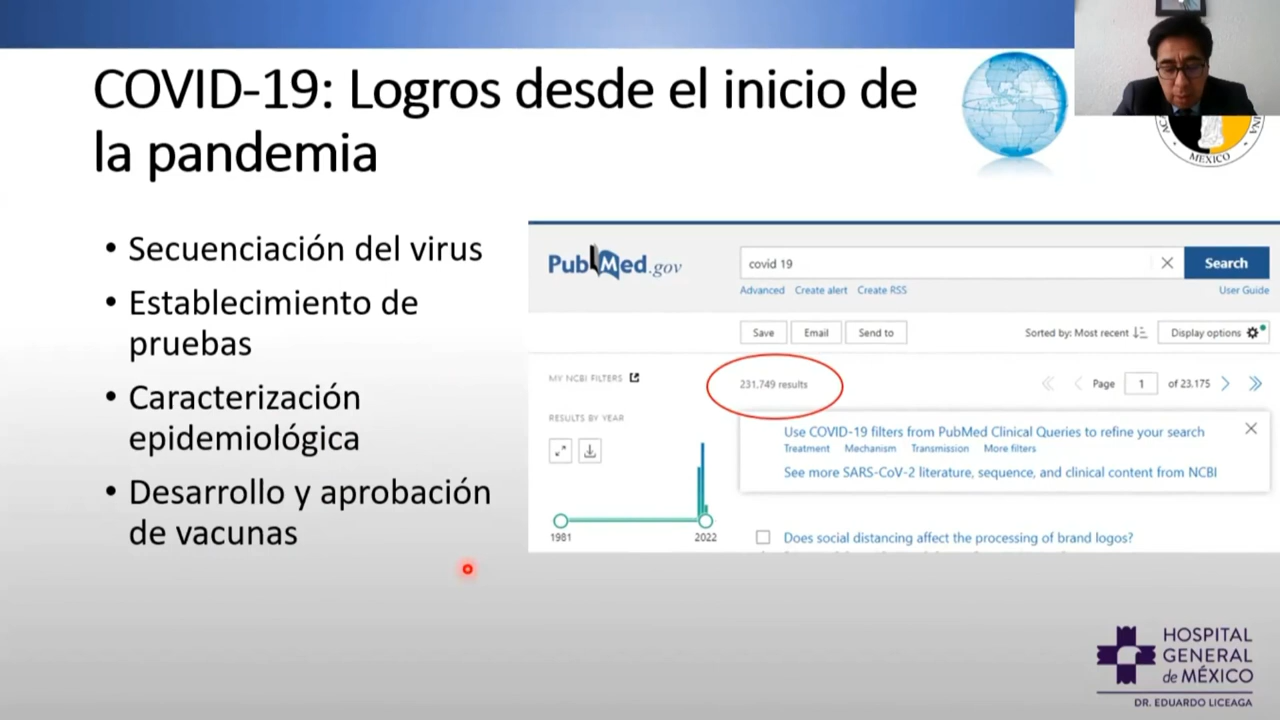 COVID-19: Logros desde el inicio de
la pandemia
MÉXICO
• Secuenciación del virus
• Establecimiento de
pruebas
• Caracterización
epidemiológica
• Desarrollo y aprobación
de vacunas
PubMed.gov
covid 19
Search
Advanced Create alert Create RSS
User Guide
Save Email Send to
Sorted by: Most recent
Display options
MY NCBI FILTERS
231,749 results
Page 1 of 23,175
RESULTS BY YEAR
Use COVID-19 filters from PubMed Clinical Queries to refine your search
Treatment Mechanism Transmission More filters
See more SARS-CoV-2 literature, sequence, and clinical content from NCBI
1981 2022
Does social distancing affect the processing of brand logos?
HOSPITAL
GENERAL
de MÉXICO
DR. EDUARDO LICEAGA